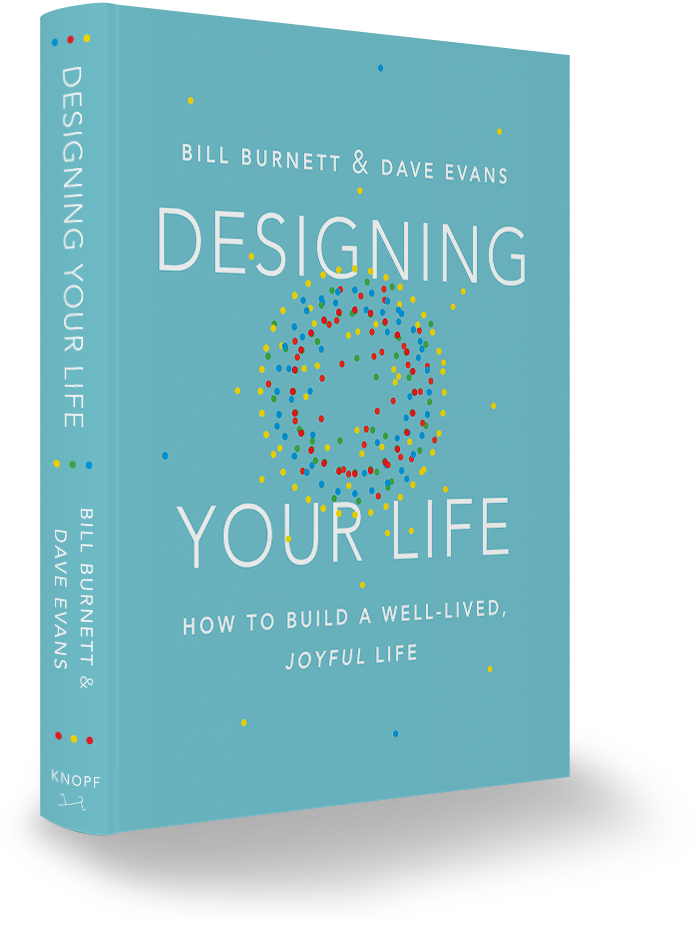 DESIGNING YOUR LIFE
BILL BURNETT &
DAVE EVANS
KNOPF
BILL BURNETT & DAVE EVANS
DESIGNING
YOUR LIFE
HOW TO BUILD A WELL-LIVED,
JOYFUL LIFE